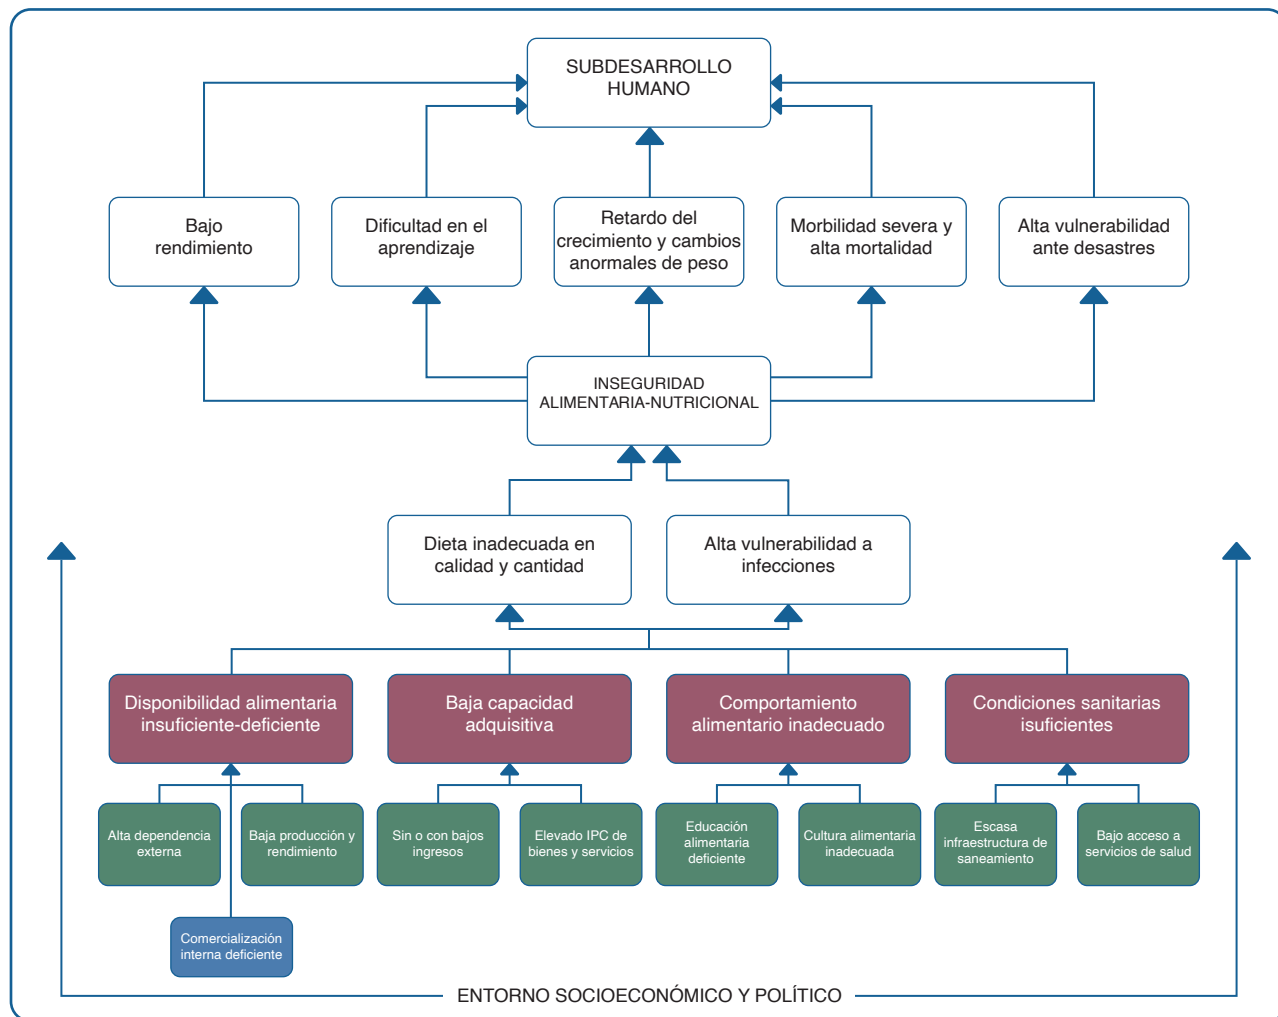 SUBDESARROLLO
HUMANO
Bajo
rendimiento
Dificultad en el
aprendizaje
Retardo del
crecimiento y cambios
anormales de peso
Morbilidad severa y
alta mortalidad
Alta vulnerabilidad
ante desastres
INSEGURIDAD
ALIMENTARIA-NUTRICIONAL
Dieta inadecuada en
calidad y cantidad
Alta vulnerabilidad a
infecciones
Disponibilidad alimentaria
insuficiente-deficiente
Baja capacidad
adquisitiva
Comportamiento
alimentario inadecuado
Condiciones sanitarias
isuficientes
Alta dependencia
externa
Baja producción y
rendimiento
Sin o con bajos
ingresos
Elevado IPC de
bienes y servicios
Educación
alimentaria
deficiente
Cultura alimentaria
inadecuada
Escasa
infraestructura de
saneamiento
Bajo acceso a
servicios de salud
Comercialización
interna deficiente
ENTORNO SOCIOECONÓMICO Y POLÍTICO